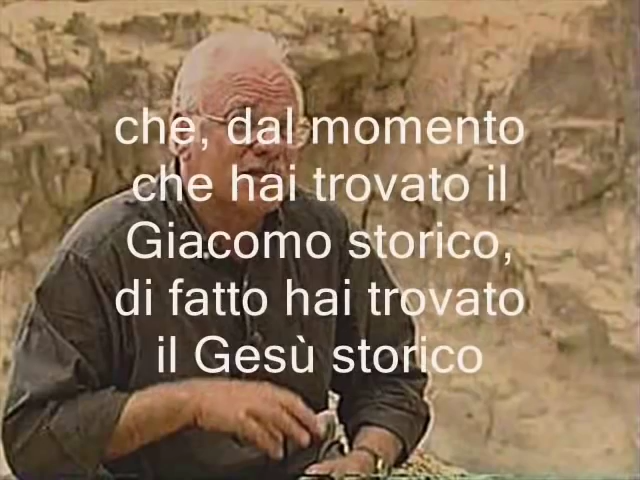 che, dal momento
che hai trovato il
Giacomo storico,
di fatto hai trovato
il Gesù storico